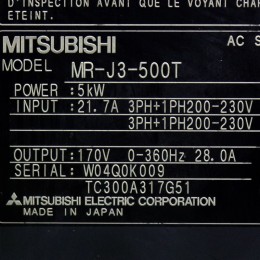 D'INSPECTION AVANT QUE LE VOYANT CHAR
ETEINT.
MITSUBISHI AC S
MODEL MR-J3-500T
POWER : 5kW
INPUT : 21.7A 3PH+1PH200-230V
3PH+1PH200-230V
OUTPUT: 170V 0-360Hz 28.0A
SERIAL: W04Q0K009
TC300A317G51
MITSUBISHI ELECTRIC CORPORATION
MADE IN JAPAN